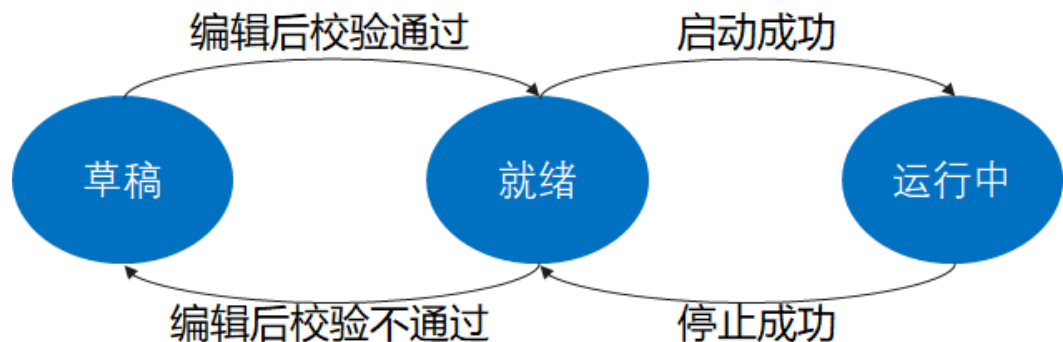 编辑后校验通过
启动成功
草稿
就绪
运行中
编辑后校验不通过
停止成功